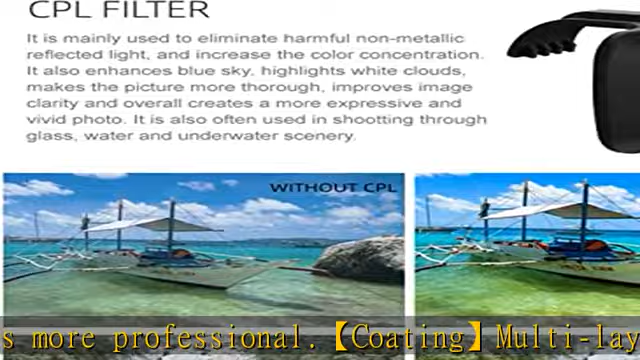 CPL FILTER
It is mainly used to eliminate harmful non-metallic
reflected light, and increase the color concentration.
It also enhances blue sky, highlights white clouds,
makes the picture more thorough, improves image
clarity and overall creates a more expressive and
vivid photo. It is also often used in shootting through
glass, water and underwater scenery.
WITHOUT CPL
s more professional.【Coating】Multi-lay